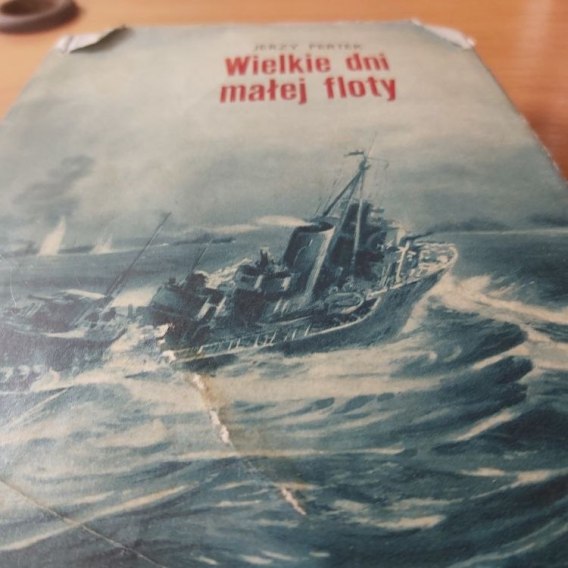 JERZY PERTEK
Wielkie dni
małej floty